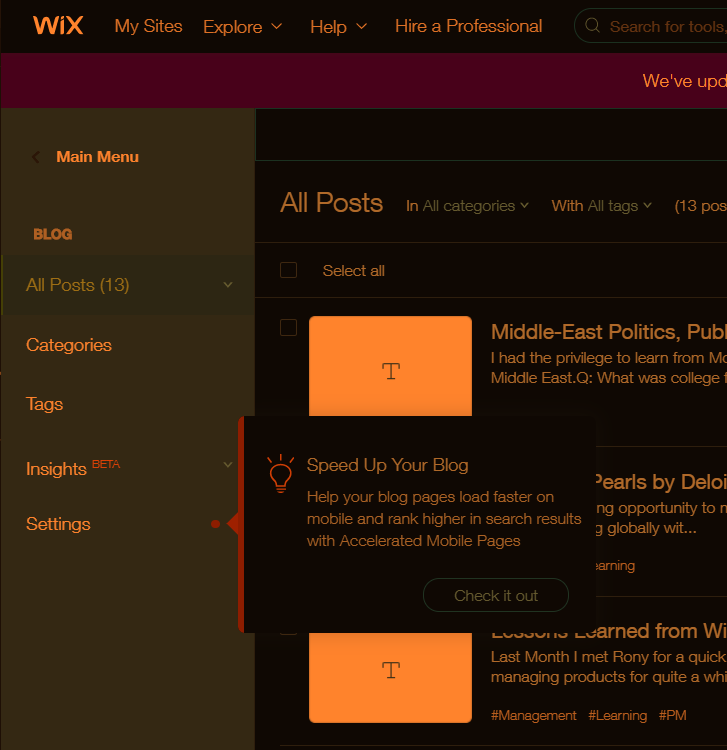 WiX My Sites Explore Help Hire a Professional Search for tools,
We've upd
Main Menu
BLOG
All Posts (13)
Categories
Tags
Insights BETA
Settings
All Posts In All categories With All tags (13 pos
Select all
T
Middle-East Politics, Publ
I had the privilege to learn from Mo
Middle East.Q: What was college f
Speed Up Your Blog
Help your blog pages load faster on
mobile and rank higher in search results
with Accelerated Mobile Pages
Check it out
Pearls by Deloi
ng opportunity to m
g globally wit...
earning
T
Lessons Learned from Wi
Last Month I met Rony for a quick
managing products for quite a whi
#Management #Learning #PM